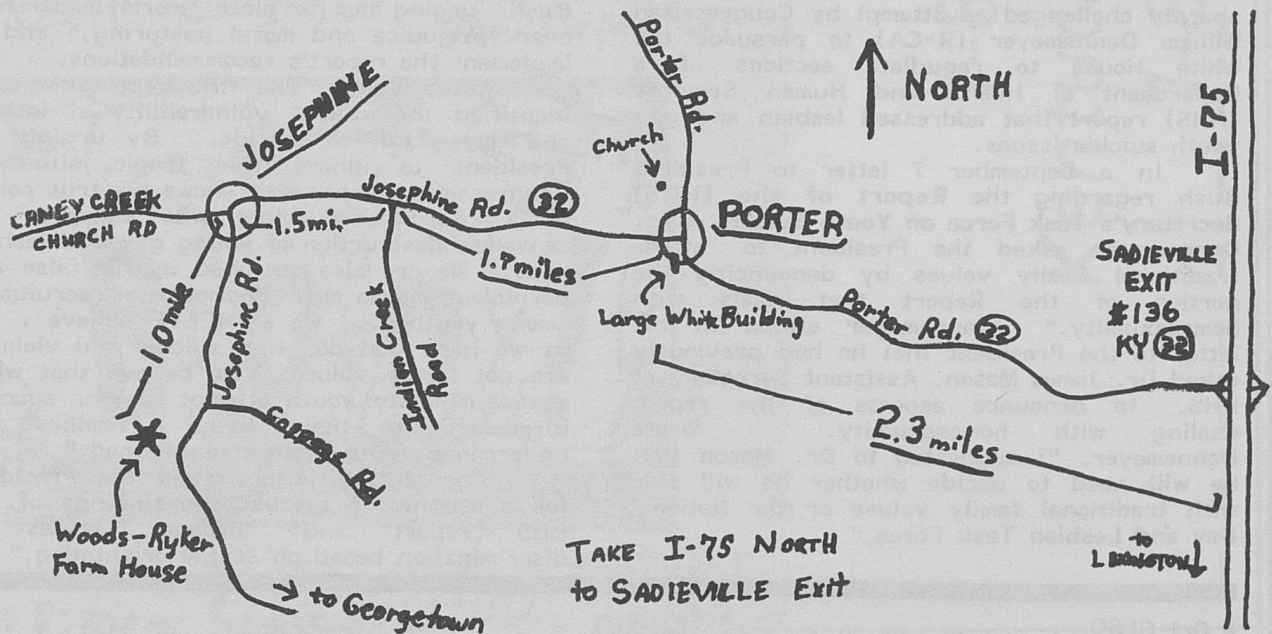 Porter Rd.
NORTH
I-75
JOSEPHINE
Church
CANEY CREEK
CHURCH RD
Josephine Rd. 32
1.5 mi.
PORTER
1.7 miles
Large White Building
SADIEVILLE
EXIT
#136
KY 32
Porter Rd. 32
1.0 mile
Josephine Rd.
Indian Creek
Road
Coppage Rd.
2.3 miles
Woods-Ryker
Farm House
to Georgetown
TAKE I-75 NORTH
to SADIEVILLE Exit
to
LEXINGTON